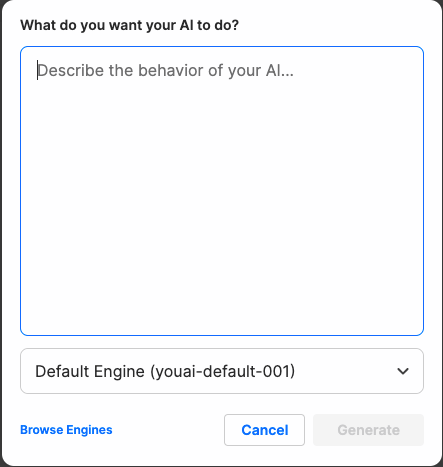 What do you want your AI to do?
Describe the behavior of your AI...
Default Engine (youai-default-001)
Browse Engines
Cancel
Generate